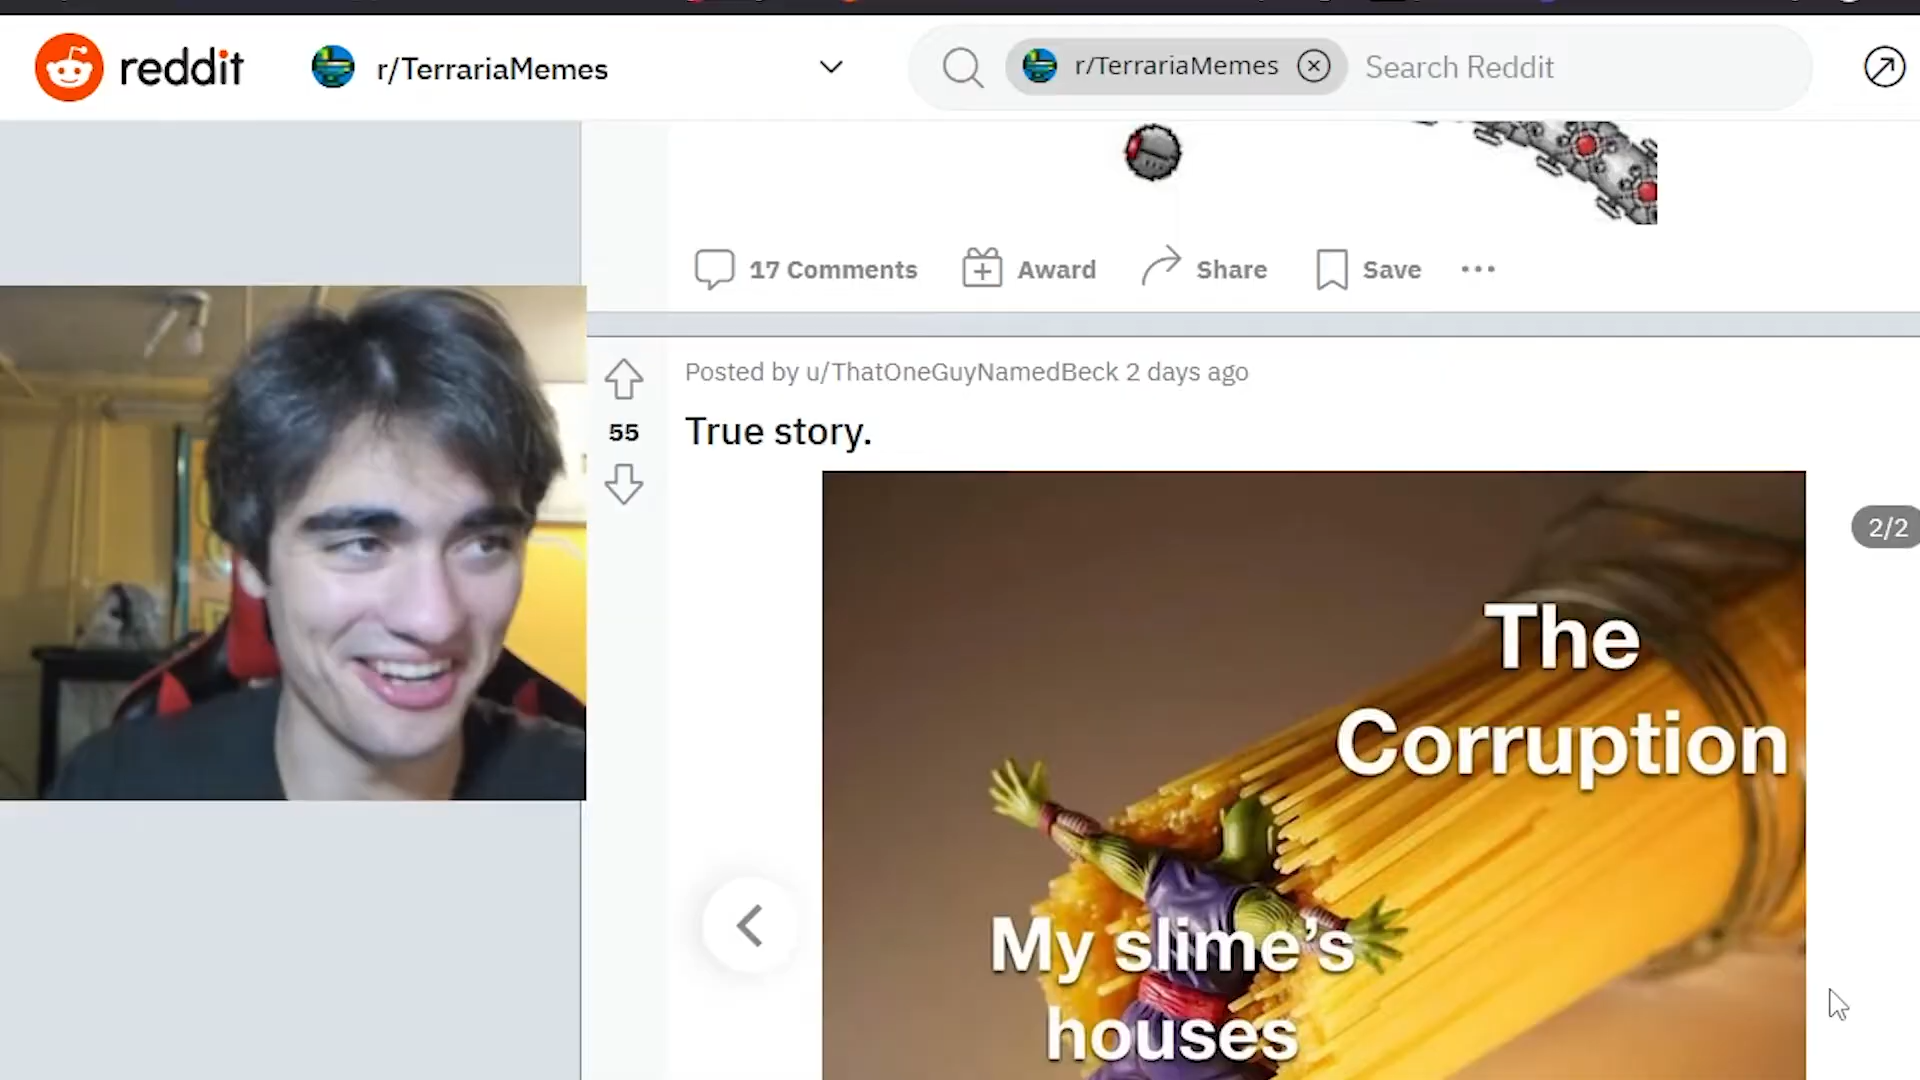 reddit
r/TerrariaMemes
r/TerrariaMemes
Search Reddit
17 Comments
Award
Share
Save
Posted by u/ThatOneGuyNamedBeck 2 days ago
55
True story.
2/2
The
Corruption
My slime's
houses